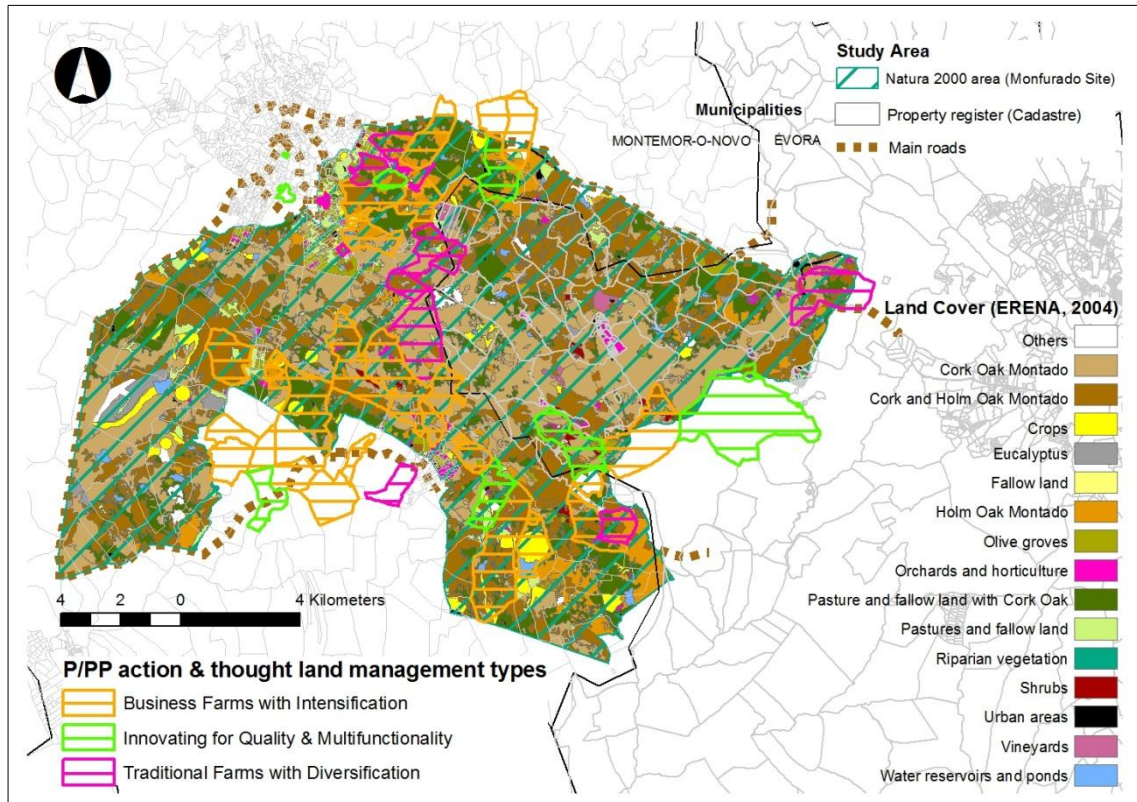 Study Area
Natura 2000 area (Monfurado Site)
Municipalities
Property register (Cadastre)
MONTEMOR-O-NOVO
ÉVORA
Main roads
Land Cover (ERENA, 2004)
Others
Cork Oak Montado
Cork and Holm Oak Montado
Crops
Eucalyptus
Fallow land
Holm Oak Montado
Olive groves
Orchards and horticulture
Pasture and fallow land with Cork Oak
Pastures and fallow land
Riparian vegetation
Shrubs
Urban areas
Vineyards
Water reservoirs and ponds
4 2 0 4 Kilometers
P/PP action & thought land management types
Business Farms with Intensification
Innovating for Quality & Multifunctionality
Traditional Farms with Diversification